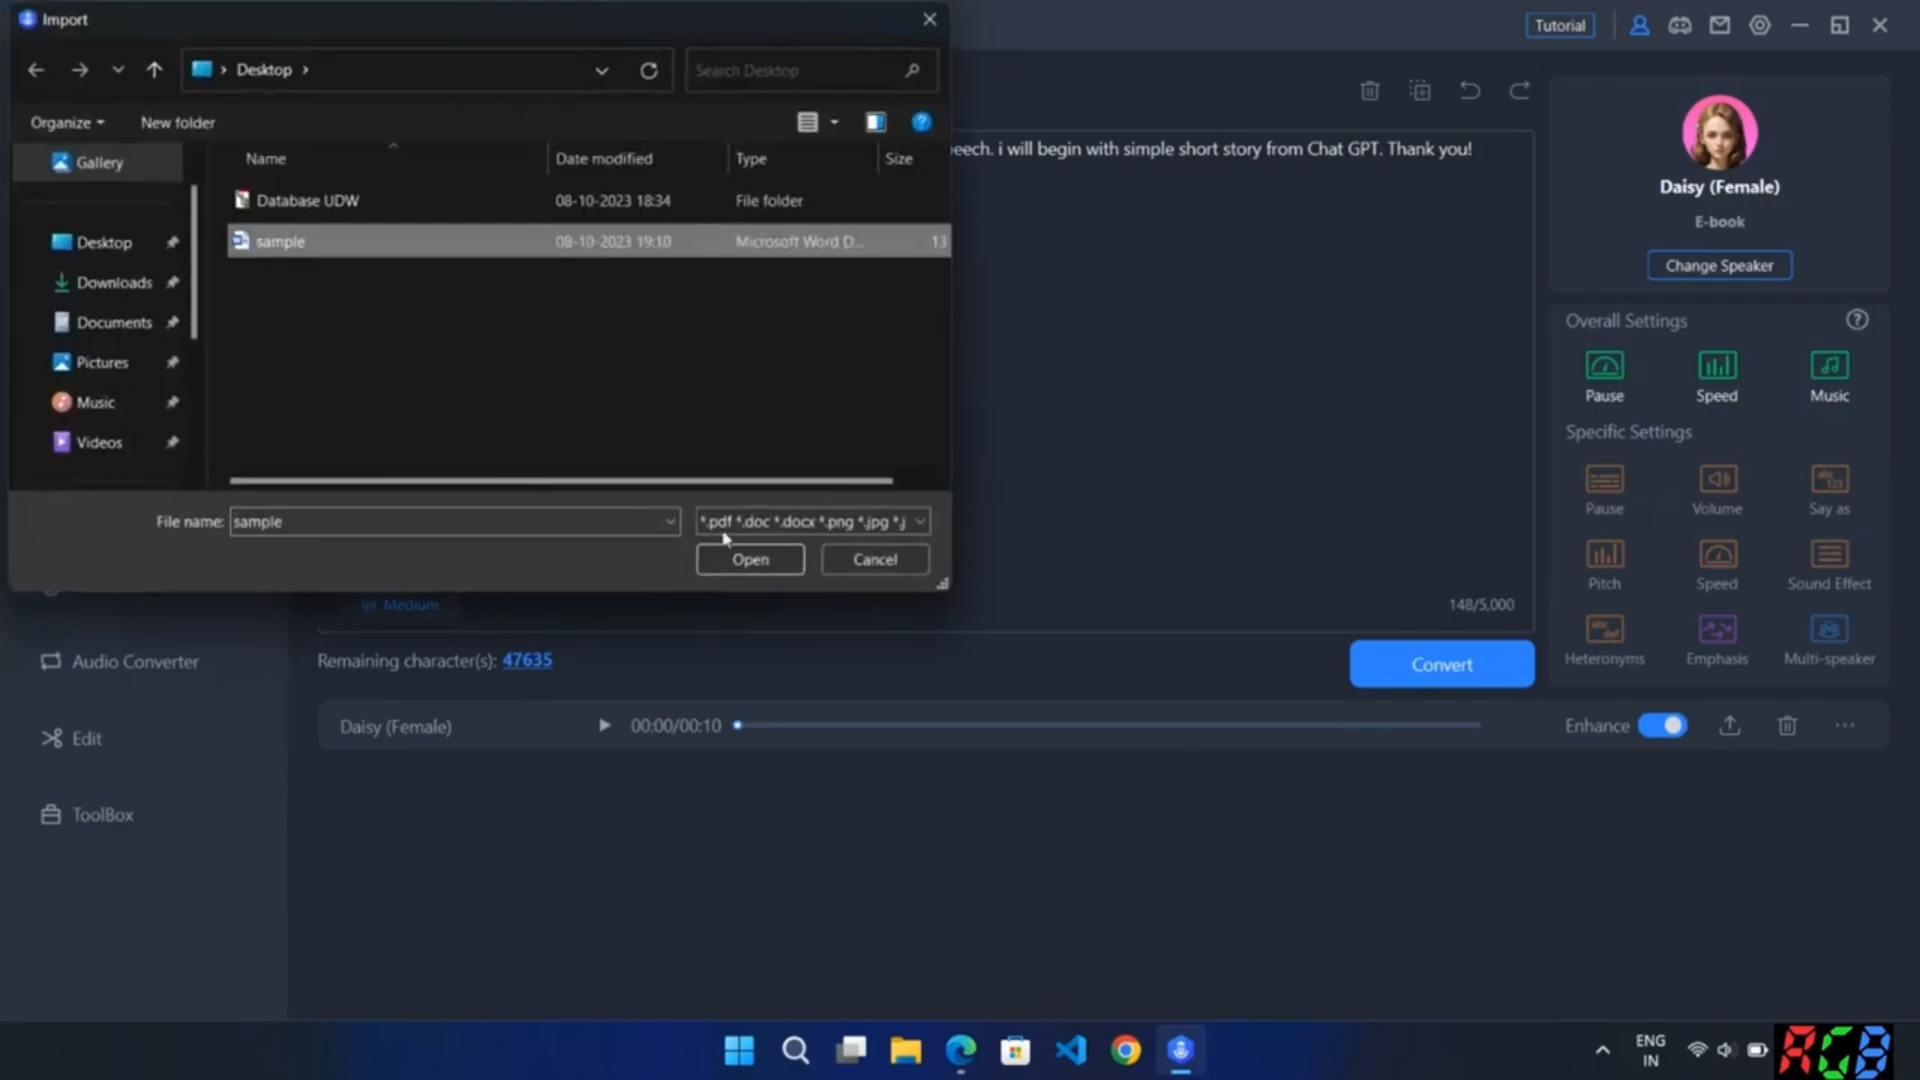 Import
Tutorial
Desktop
Search Desktop
Organize
New folder
Gallery
Name
Date modified
Type
Size
Database UDW
08-10-2023 18:34
File folder
sample
08-10-2023 19:10
Microsoft Word D...
13
Desktop
Downloads
Documents
Pictures
Music
Videos
File name:
sample
*.pdf *.doc *.docx *.png *.jpg *.j
Open
Cancel
eech. i will begin with simple short story from Chat GPT. Thank you!
Medium
148/5,000
Remaining character(s): 47635
Convert
Daisy (Female)
E-book
Change Speaker
Overall Settings
Pause
Speed
Music
Specific Settings
Pause
Volume
abc
123
Say as
Pitch
Speed
Sound Effect
abc
def
Heteronyms
Emphasis
Multi-speaker
Audio Converter
Edit
ToolBox
Daisy (Female)
00:00/00:10
Enhance
ENG
IN
RGB